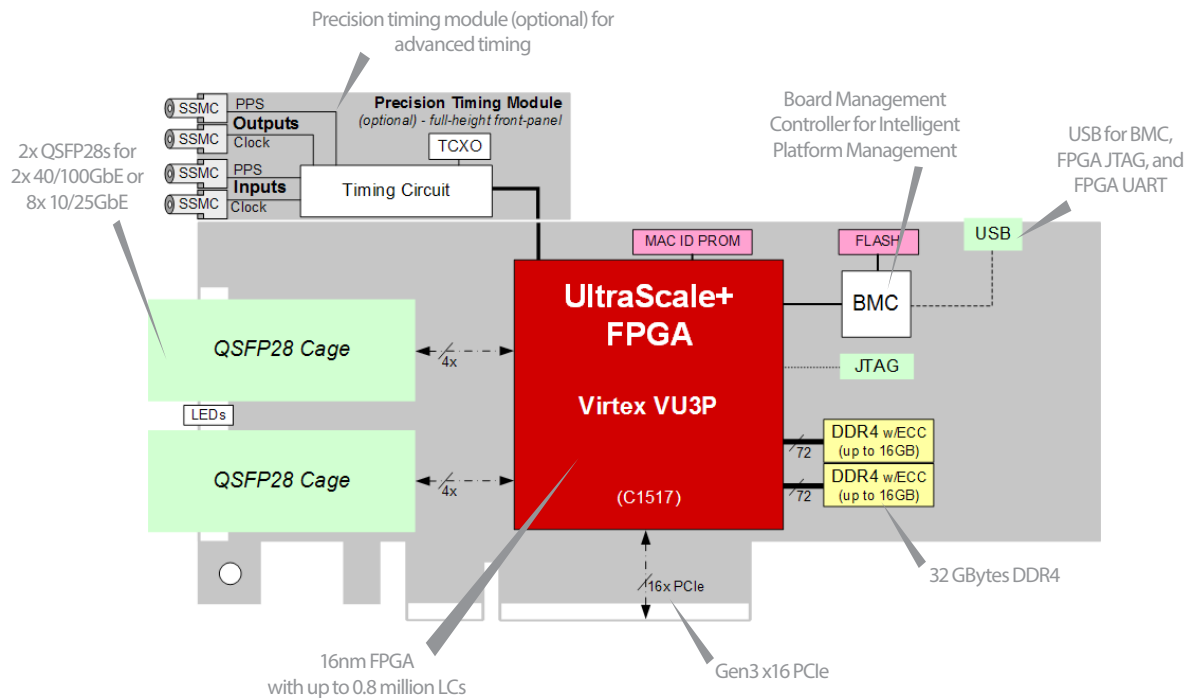 Precision timing module (optional) for
advanced timing
SSMC
PPS
Outputs
SSMC
Clock
SSMC
PPS
Inputs
SSMC
Clock
Precision Timing Module
(optional) - full-height front-panel
TCXO
Timing Circuit
Board Management
Controller for Intelligent
Platform Management
USB for BMC,
FPGA JTAG, and
FPGA UART
2x QSFP28s for
2x 40/100GbE or
8x 10/25GbE
MAC ID PROM
FLASH
USB
BMC
UltraScale+
FPGA
Virtex VU3P
(C1517)
QSFP28 Cage
4x
LEDs
QSFP28 Cage
4x
JTAG
72
DDR4 w/ECC
(up to 16GB)
72
DDR4 w/ECC
(up to 16GB)
16x PCIe
32 GBytes DDR4
16nm FPGA
with up to 0.8 million LCs
Gen3 x16 PCIe